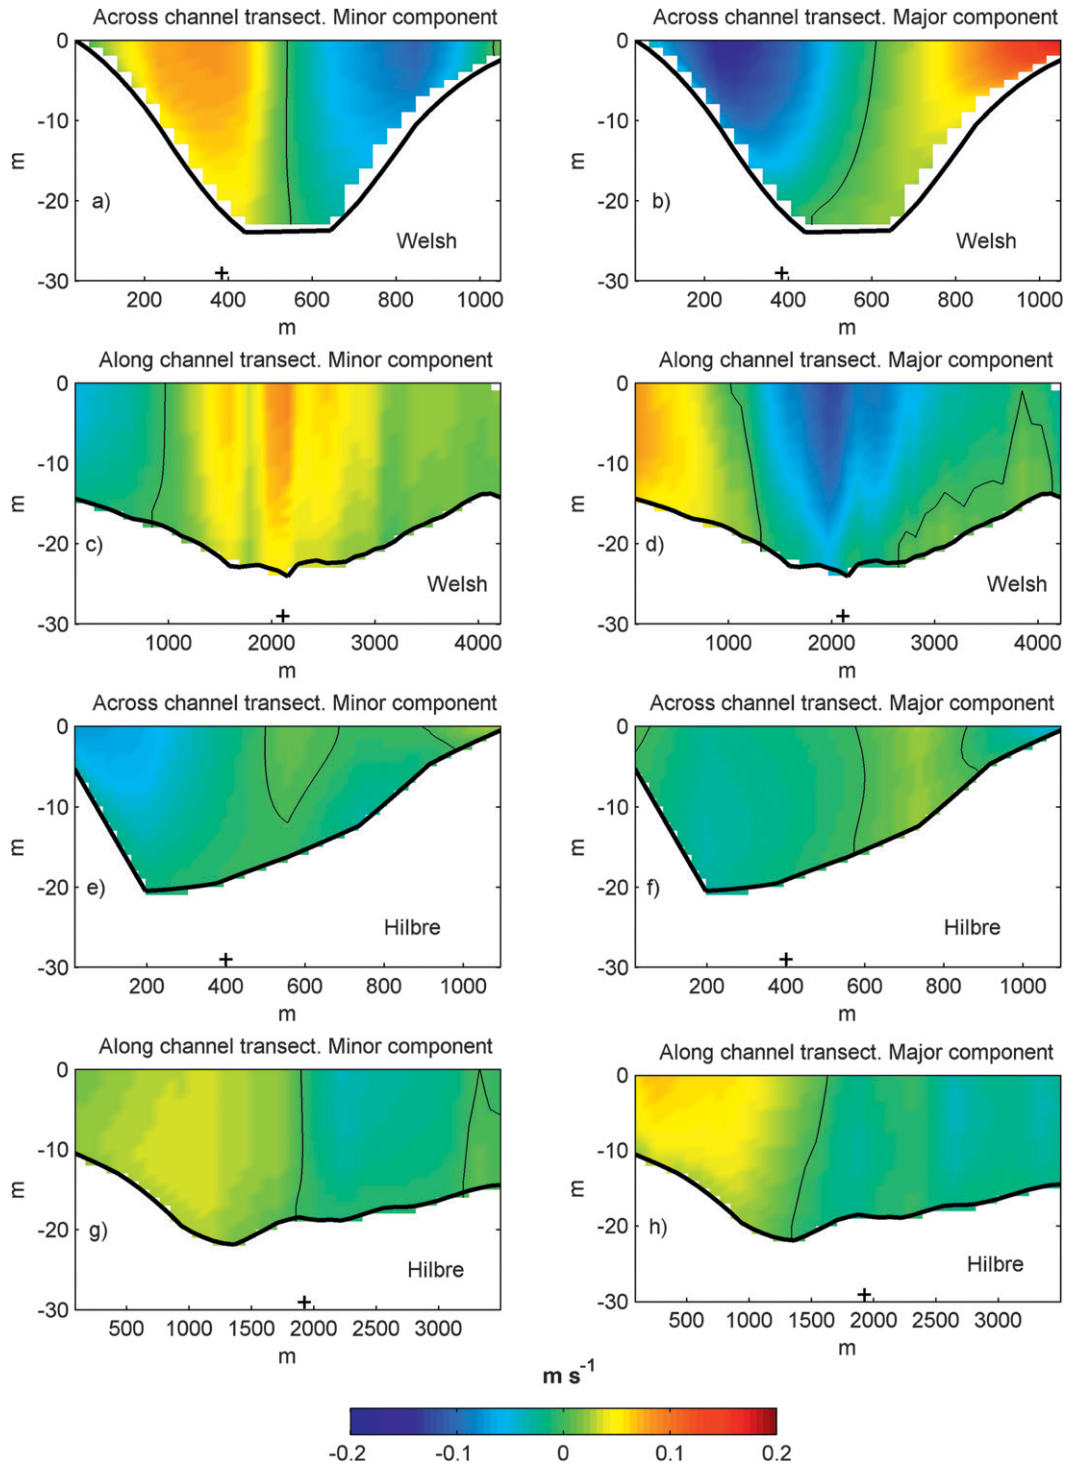 Across channel transect. Minor component
0
-10
-20
-30
m
a)
Welsh
200 400 600 800 1000
m
Across channel transect. Major component
0
-10
-20
-30
m
b)
Welsh
200 400 600 800 1000
m
Along channel transect. Minor component
0
-10
-20
-30
m
c)
Welsh
1000 2000 3000 4000
m
Along channel transect. Major component
0
-10
-20
-30
m
d)
Welsh
1000 2000 3000 4000
m
Across channel transect. Minor component
0
-10
-20
-30
m
e)
Hilbre
200 400 600 800 1000
m
Across channel transect. Major component
0
-10
-20
-30
m
f)
Hilbre
200 400 600 800 1000
m
Along channel transect. Minor component
0
-10
-20
-30
m
g)
Hilbre
500 1000 1500 2000 2500 3000
m
Along channel transect. Major component
0
-10
-20
-30
m
h)
Hilbre
500 1000 1500 2000 2500 3000
m
m s⁻¹
-0.2 -0.1 0 0.1 0.2